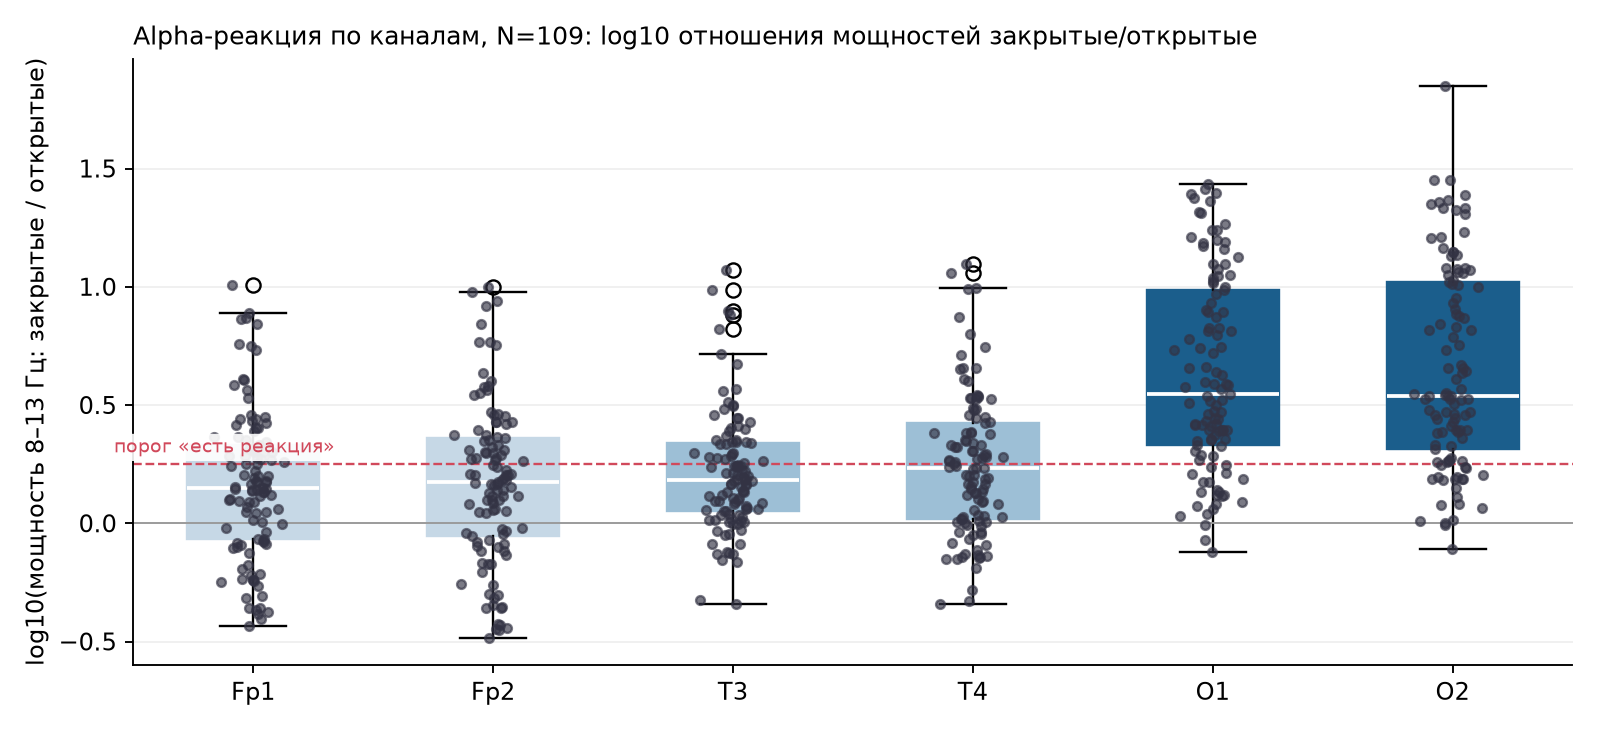 Alpha-реакция по каналам, N=109: log10 отношения мощностей закрытые/открытые
log10(мощность 8–13 Гц: закрытые / открытые)
1.5
1.0
0.5
0.0
−0.5
порог «есть реакция»
Fp1 Fp2 T3 T4 O1 O2